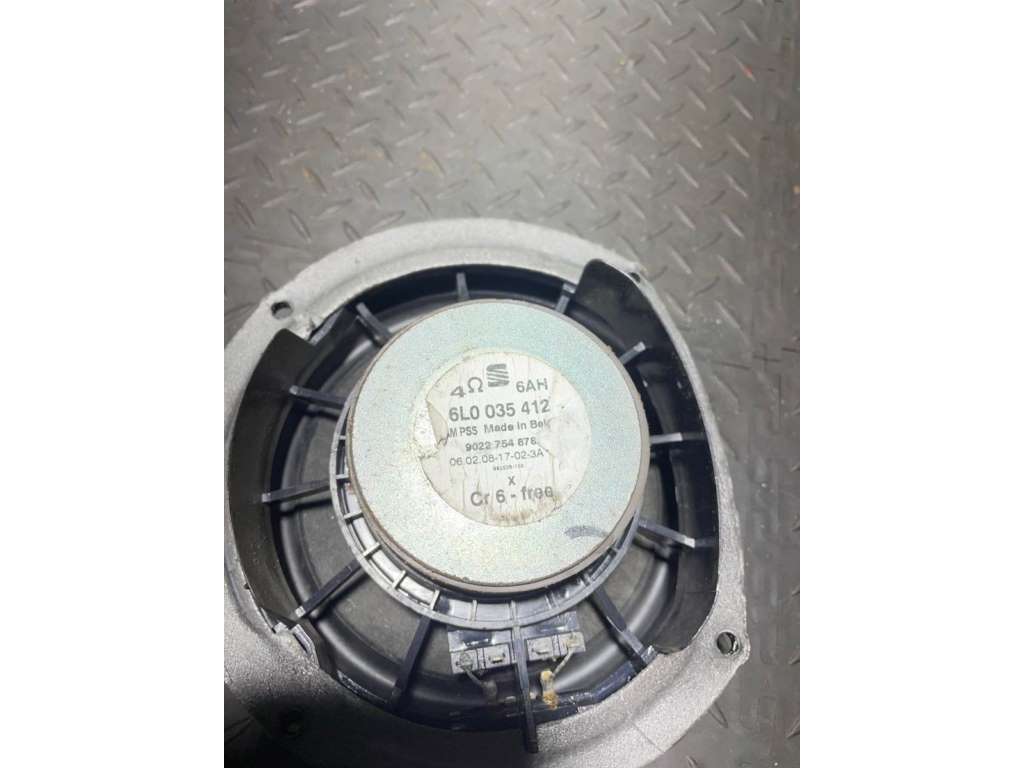 4Ω 6AH
6L0 035 412
PSS Made in Bel
9022 754 876
06.02.08-17-02-3A
X
Cr 6 - free